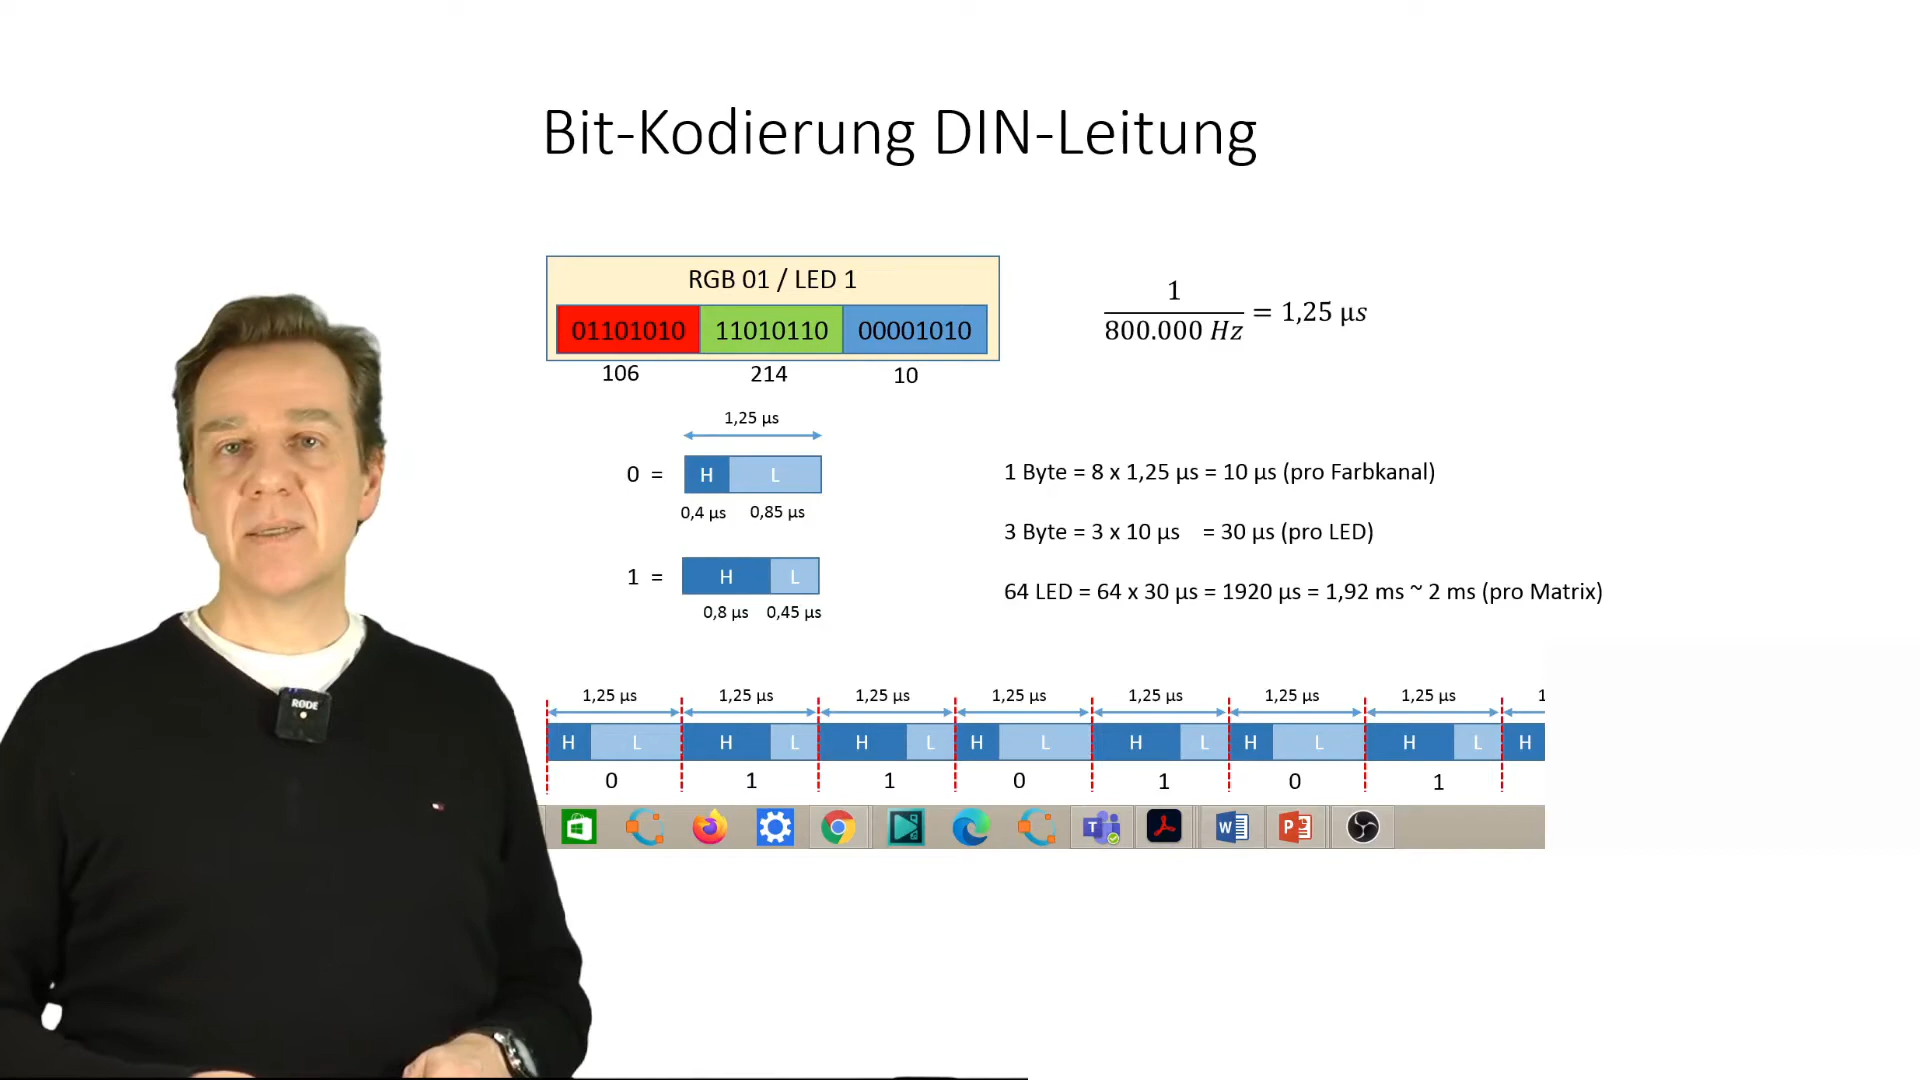 Bit-Kodierung DIN-Leitung
RGB 01 / LED 1
01101010 11010110 00001010
106 214 10
1
800.000 Hz
= 1,25 µs
1,25 µs
0 = H L
0,4 µs 0,85 µs
1 = H L
0,8 µs 0,45 µs
1 Byte = 8 x 1,25 µs = 10 µs (pro Farbkanal)
3 Byte = 3 x 10 µs = 30 µs (pro LED)
64 LED = 64 x 30 µs = 1920 µs = 1,92 ms ~ 2 ms (pro Matrix)
1,25 µs 1,25 µs 1,25 µs 1,25 µs 1,25 µs 1,25 µs 1,25 µs 1
H L H L H L H L H L H L H L H
0 1 1 0 1 0 1
RØDE
T W P